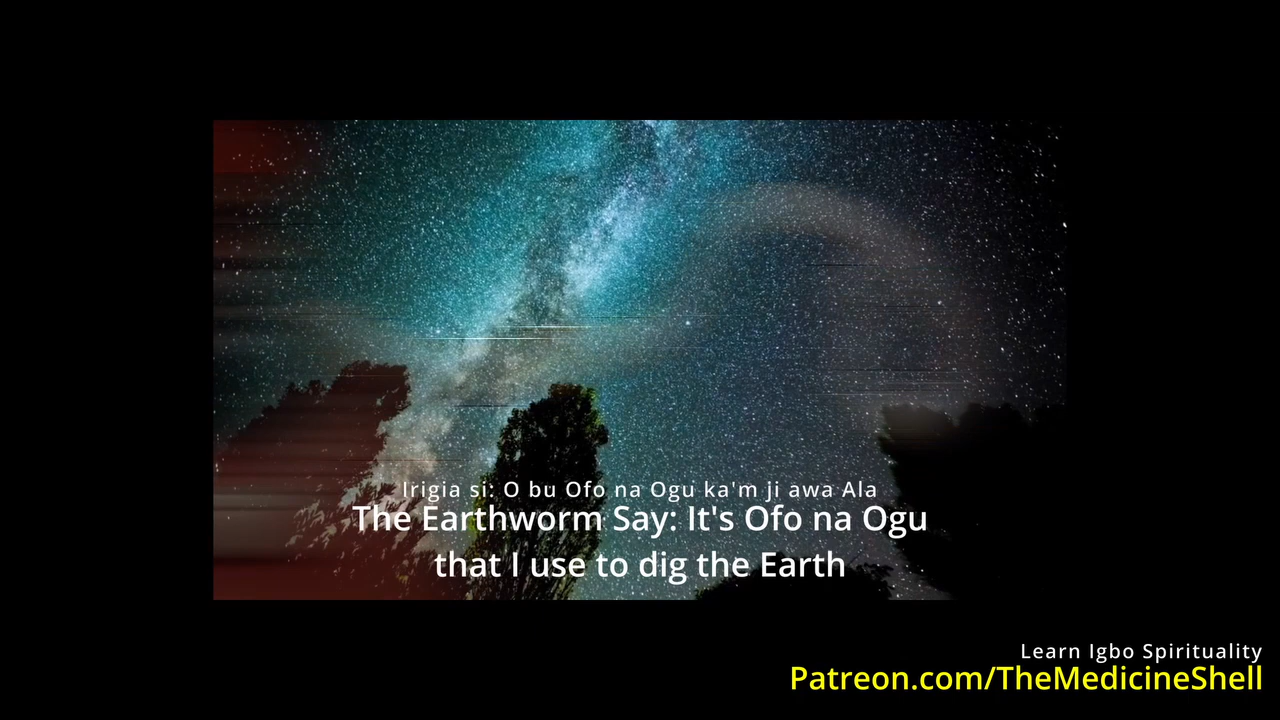 Irigia si: O bu Ofo na Ogu ka'm ji awa Ala
The Earthworm Say: It's Ofo na Ogu
that I use to dig the Earth
Learn Igbo Spirituality
Patreon.com/TheMedicineShell